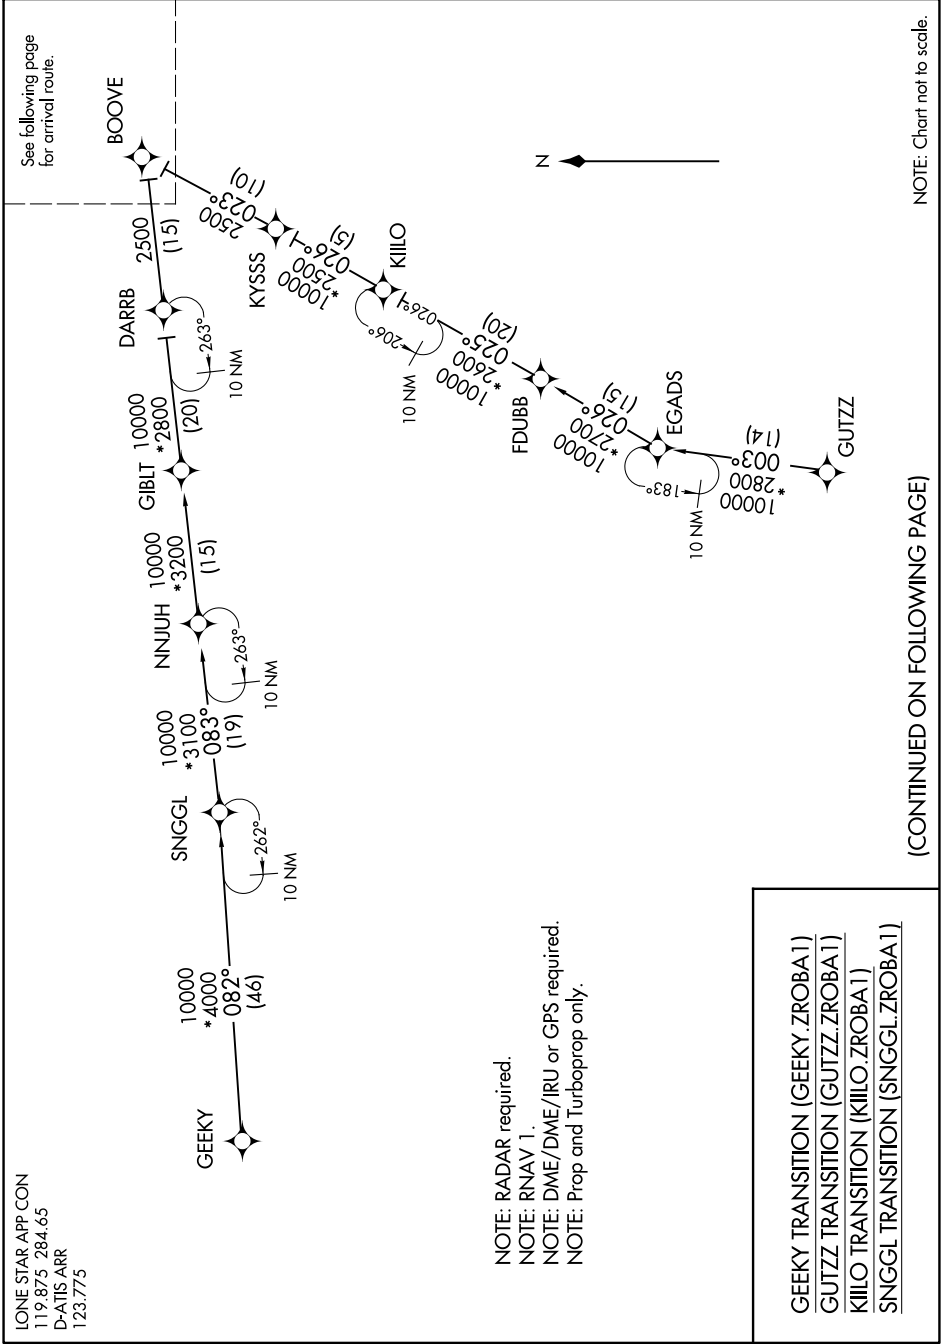 LONE STAR APP CON
119.875 284.65
D-ATIS ARR
123.775
See following page
for arrival route.
GEEKY
10000
*4000
082°
(46)
SNGGL
262°
10 NM
10000
*3100
083°
(19)
NNJUH
263°
10 NM
10000
*3200
(15)
GIBLT
10000
*2800
(20)
DARRB
263°
10 NM
2500
(15)
BOOVE
2500
023°
(10)
KYSSS
10000
*2500
026°
(5)
KIILO
206°
026°
10 NM
10000
*2600
025°
(20)
FDUBB
10000
*2700
026°
(15)
EGADS
183°
10 NM
10000
*2800
003°
(14)
GUTZZ
N
NOTE: RADAR required.
NOTE: RNAV 1.
NOTE: DME/DME/IRU or GPS required.
NOTE: Prop and Turboprop only.
GEEKY TRANSITION (GEEKY.ZROBA1)
GUTZZ TRANSITION (GUTZZ.ZROBA1)
KIILO TRANSITION (KIILO.ZROBA1)
SNGGL TRANSITION (SNGGL.ZROBA1)
(CONTINUED ON FOLLOWING PAGE)
NOTE: Chart not to scale.